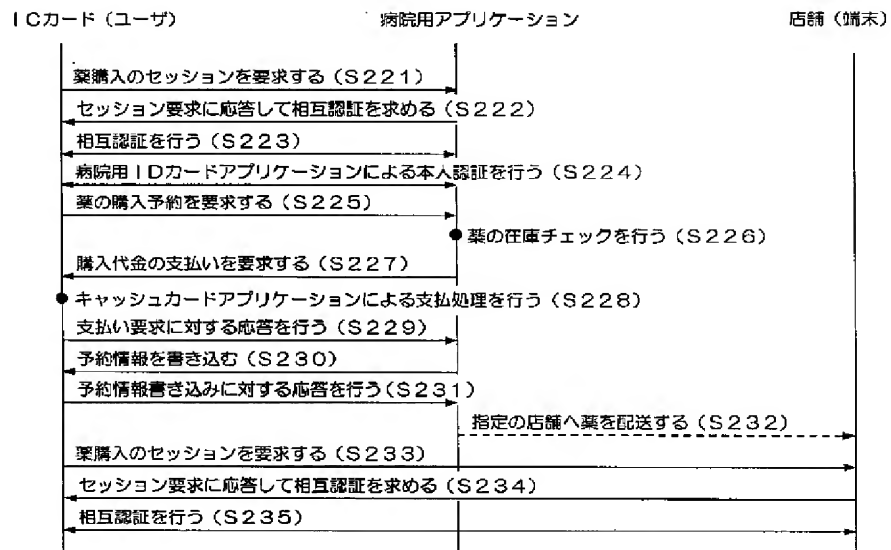 ICカード（ユーザ）
病院用アプリケーション
店舗（端末）
薬購入のセッションを要求する（S221）
セッション要求に応答して相互認証を求める（S222）
相互認証を行う（S223）
病院用IDカードアプリケーションによる本人認証を行う（S224）
薬の購入予約を要求する（S225）
薬の在庫チェックを行う（S226）
購入代金の支払いを要求する（S227）
キャッシュカードアプリケーションによる支払処理を行う（S228）
支払い要求に対する応答を行う（S229）
予約情報を書き込む（S230）
予約情報書き込みに対する応答を行う（S231）
指定の店舗へ薬を配送する（S232）
薬購入のセッションを要求する（S233）
セッション要求に応答して相互認証を求める（S234）
相互認証を行う（S235）